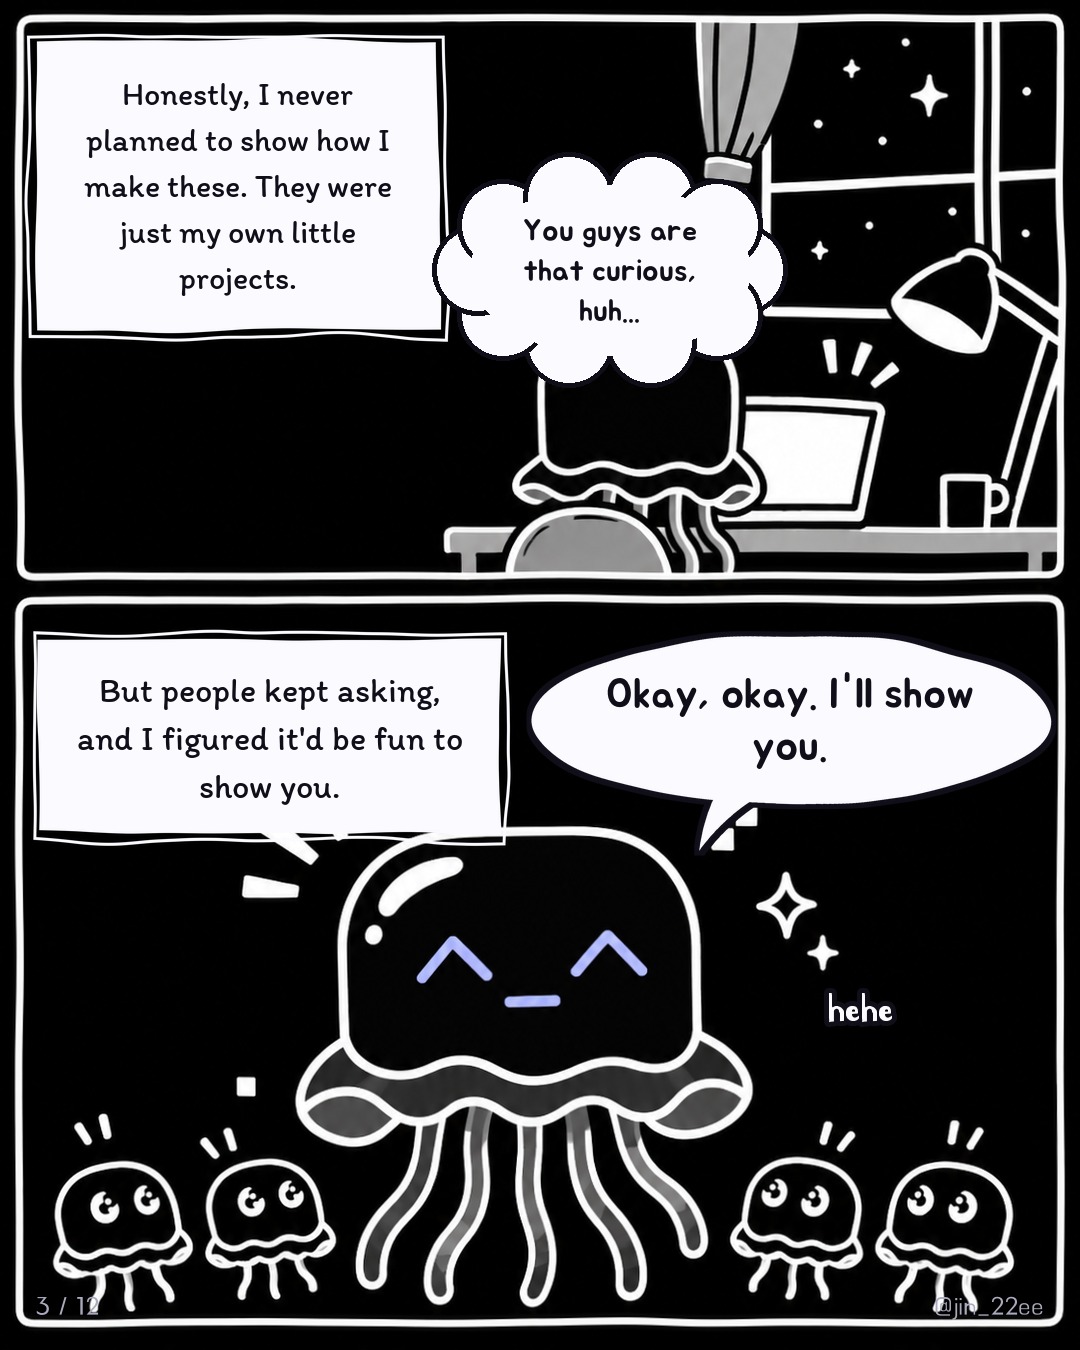 Honestly, I never
planned to show how I
make these. They were
just my own little
projects.
You guys are
that curious,
huh...
But people kept asking,
and I figured it'd be fun to
show you.
Okay, okay. I'll show
you.
hehe
3 / 12
@jin_22ee